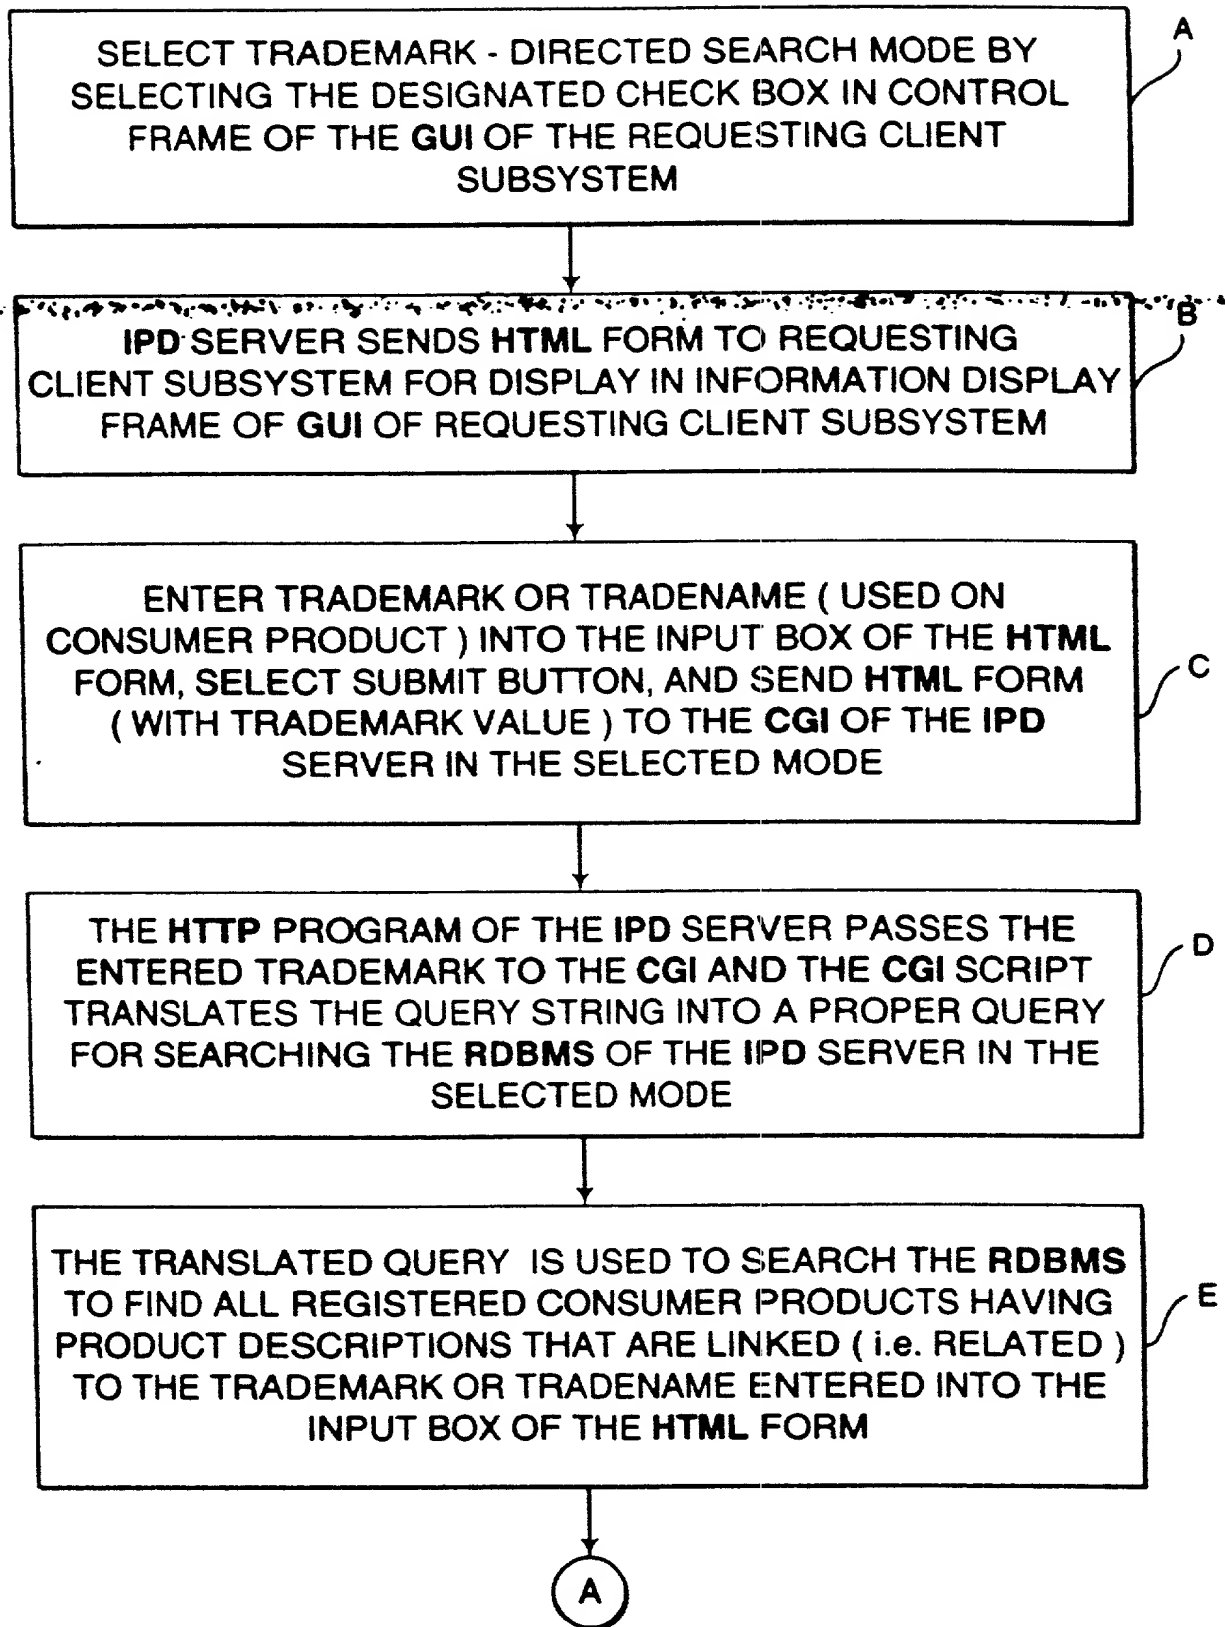 A
SELECT TRADEMARK - DIRECTED SEARCH MODE BY
SELECTING THE DESIGNATED CHECK BOX IN CONTROL
FRAME OF THE GUI OF THE REQUESTING CLIENT
SUBSYSTEM
B
IPD SERVER SENDS HTML FORM TO REQUESTING
CLIENT SUBSYSTEM FOR DISPLAY IN INFORMATION DISPLAY
FRAME OF GUI OF REQUESTING CLIENT SUBSYSTEM
ENTER TRADEMARK OR TRADENAME ( USED ON
CONSUMER PRODUCT ) INTO THE INPUT BOX OF THE HTML
FORM, SELECT SUBMIT BUTTON, AND SEND HTML FORM
( WITH TRADEMARK VALUE ) TO THE CGI OF THE IPD
SERVER IN THE SELECTED MODE
C
THE HTTP PROGRAM OF THE IPD SERVER PASSES THE
ENTERED TRADEMARK TO THE CGI AND THE CGI SCRIPT
TRANSLATES THE QUERY STRING INTO A PROPER QUERY
FOR SEARCHING THE RDBMS OF THE IPD SERVER IN THE
SELECTED MODE
D
THE TRANSLATED QUERY IS USED TO SEARCH THE RDBMS
TO FIND ALL REGISTERED CONSUMER PRODUCTS HAVING
PRODUCT DESCRIPTIONS THAT ARE LINKED ( i.e. RELATED )
TO THE TRADEMARK OR TRADENAME ENTERED INTO THE
INPUT BOX OF THE HTML FORM
E
A